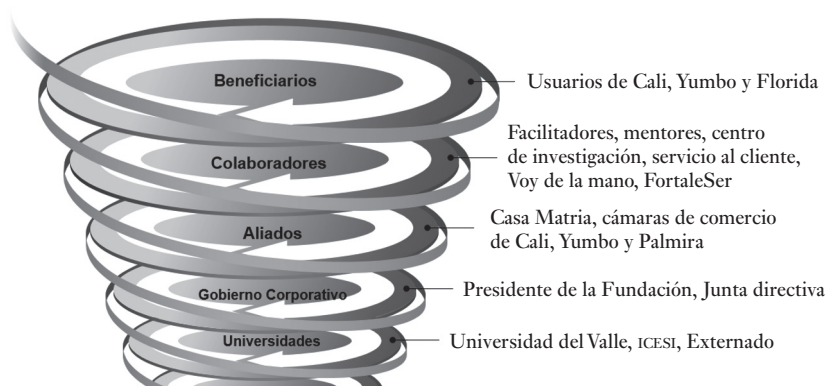 Beneficiarios
Usuarios de Cali, Yumbo y Florida
Colaboradores
Facilitadores, mentores, centro
de investigación, servicio al cliente,
Voy de la mano, FortaleSer
Aliados
Casa Matria, cámaras de comercio
de Cali, Yumbo y Palmira
Gobierno Corporativo
Presidente de la Fundación, Junta directiva
Universidades
Universidad del Valle, ICESI, Externado